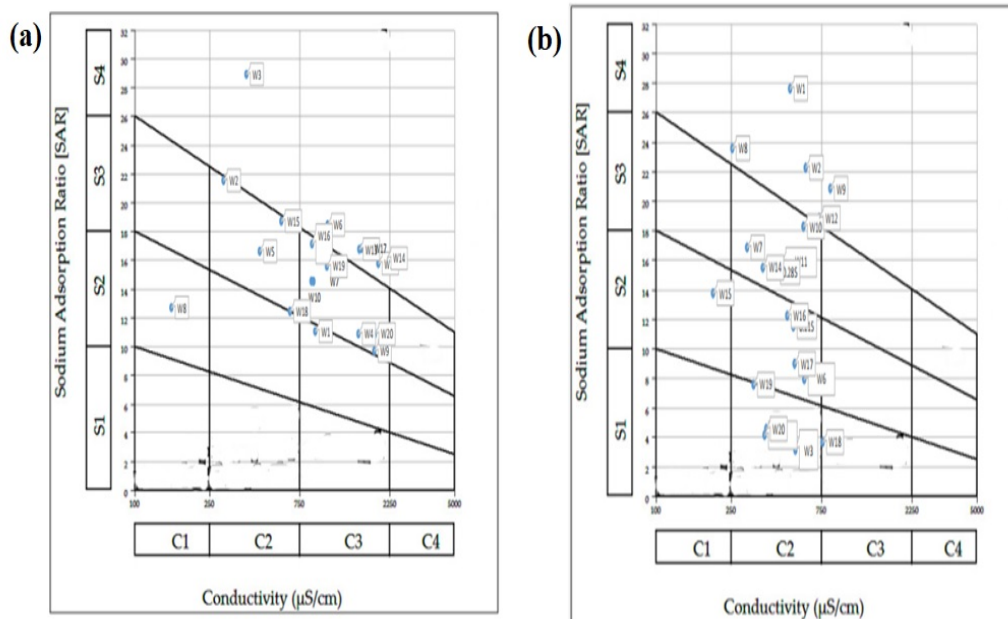 (a)
Sodium Adsorption Ratio [SAR]
S4
S3
S2
S1
32
30
28
26
24
22
20
18
16
14
12
10
8
6
4
2
0
W3
W2
W15
W6
W16
W5
W17
W14
W19
W7
W10
W8
W18
W1
W4
W20
W9
100
250
750
2250
5000
C1
C2
C3
C4
Conductivity (µS/cm)
(b)
Sodium Adsorption Ratio [SAR]
S4
S3
S2
S1
32
30
28
26
24
22
20
18
16
14
12
10
8
6
4
2
0
W1
W8
W2
W9
W12
W10
W7
W11
W14
W15
W16
W17
W6
W19
W20
W18
W3
100
250
750
2250
5000
C1
C2
C3
C4
Conductivity (µS/cm)